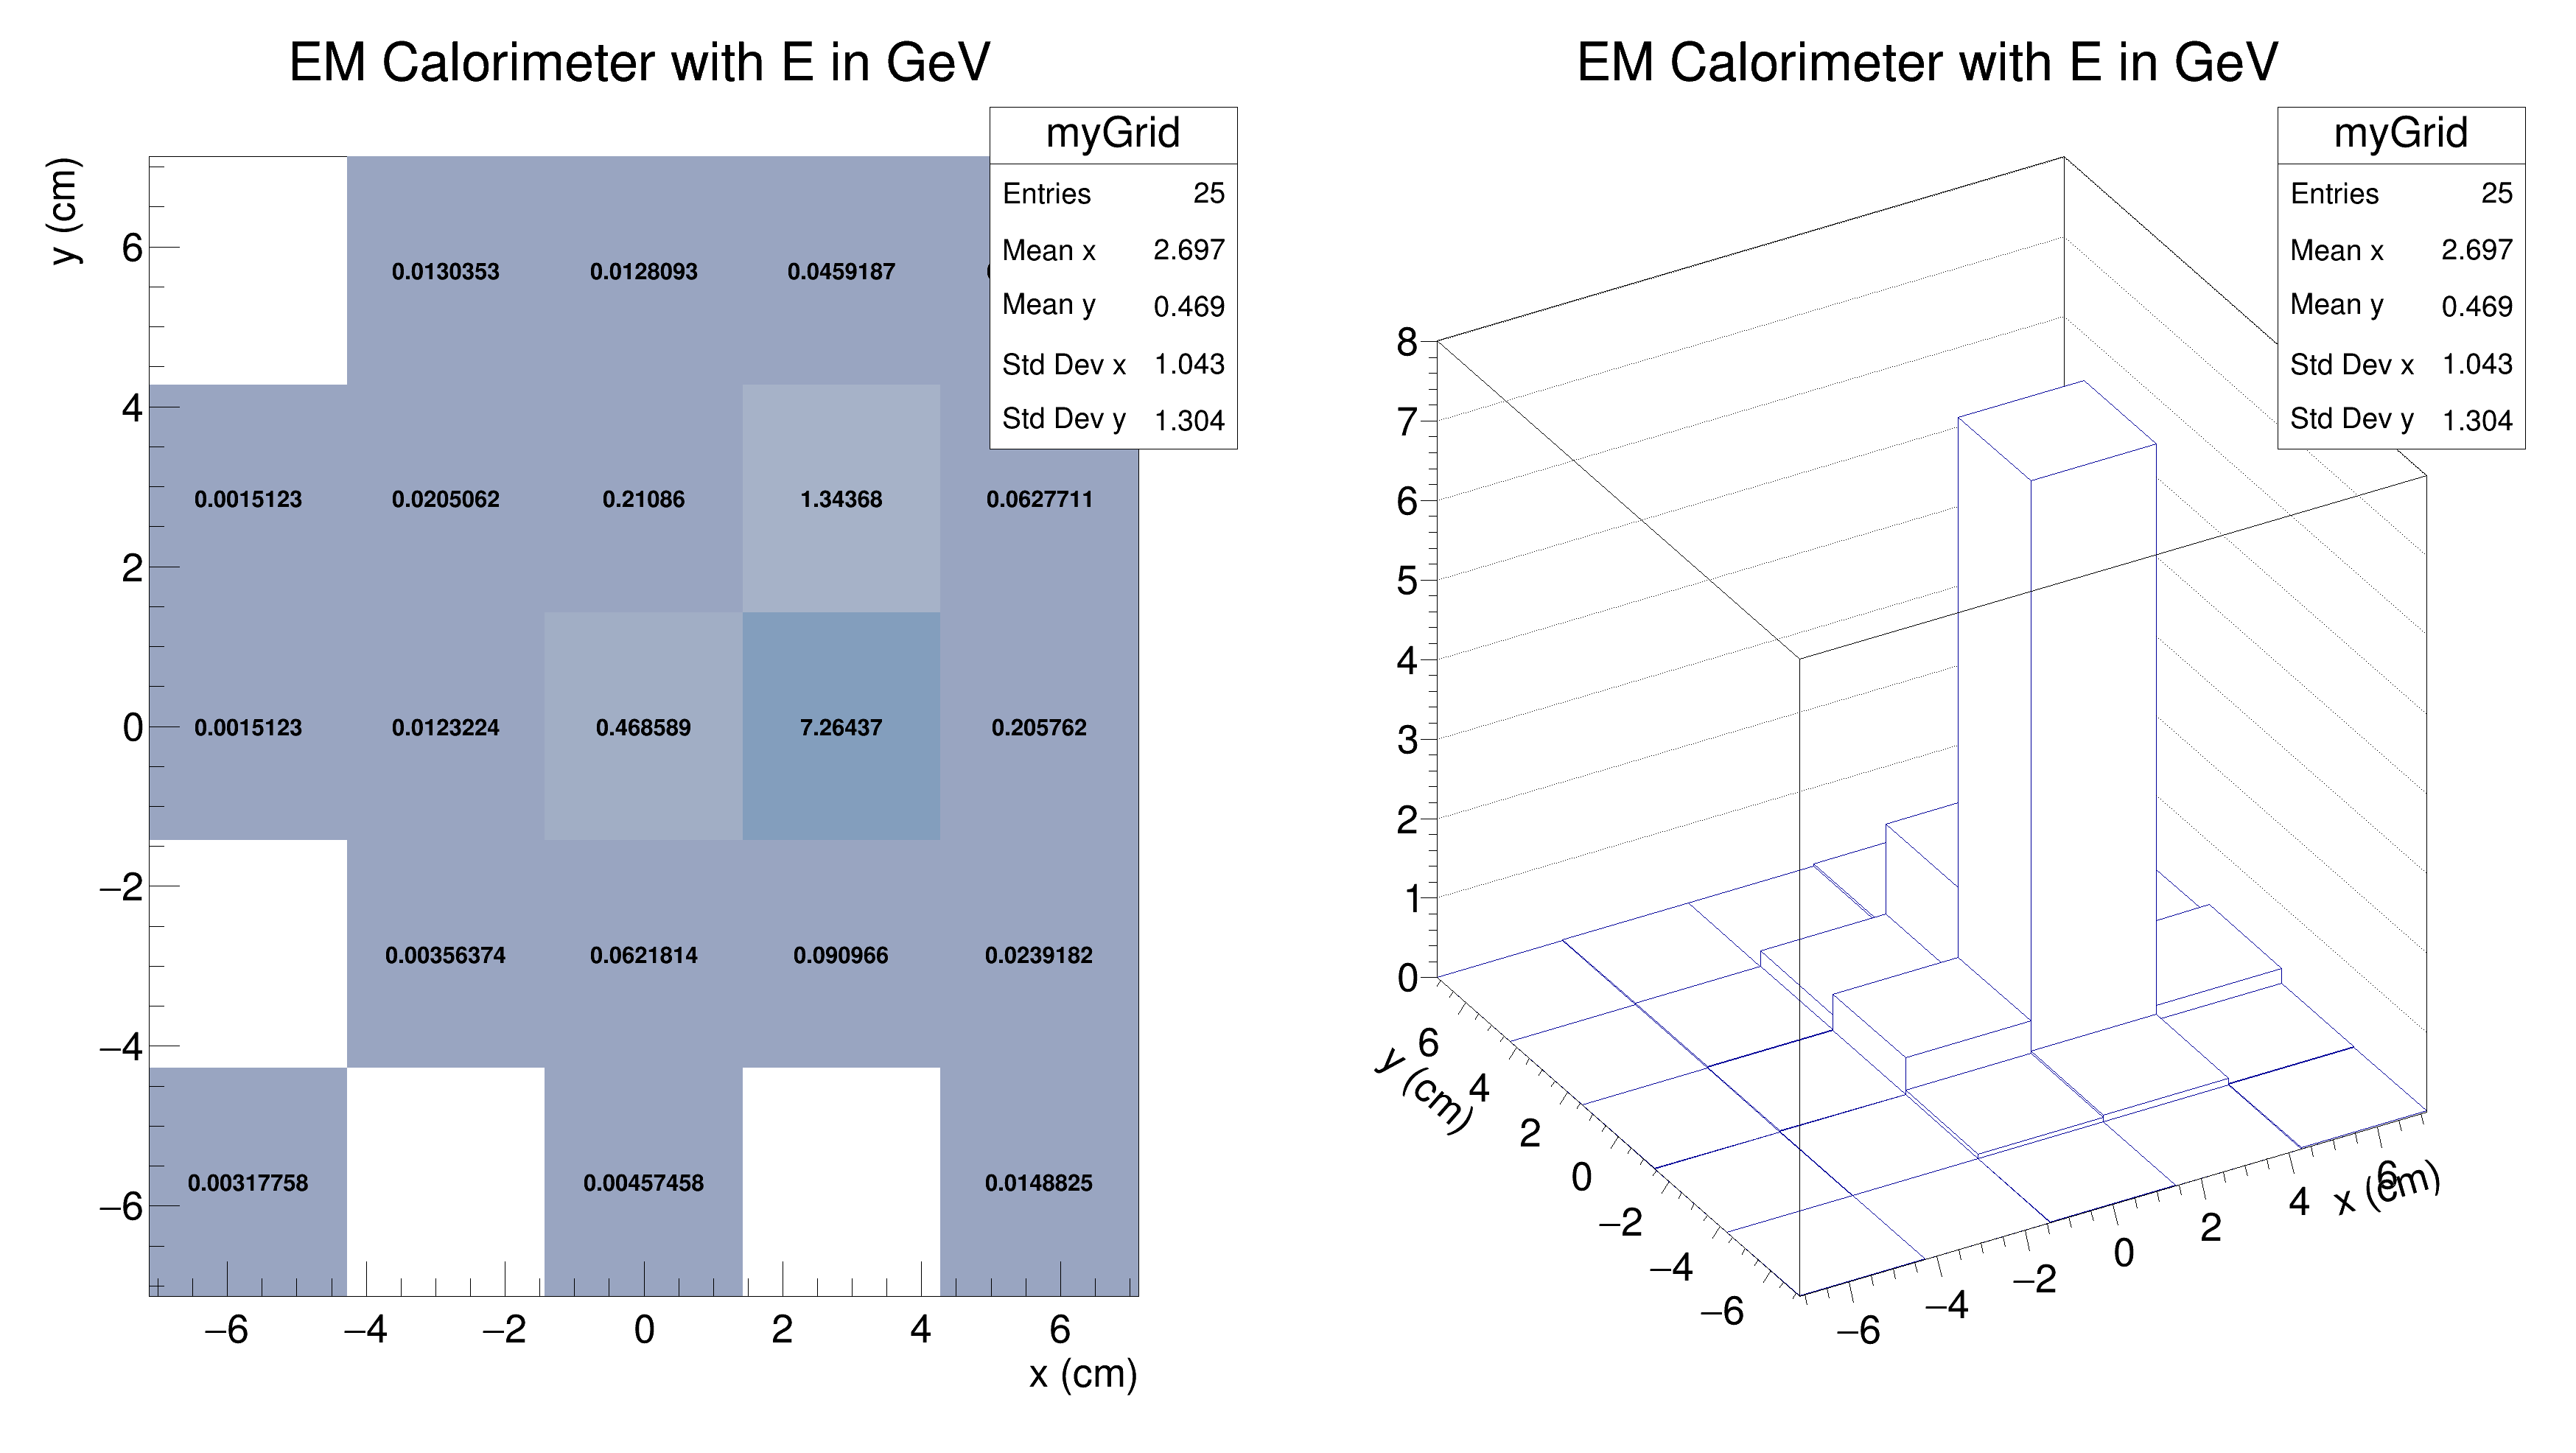 EM Calorimeter with E in GeV
myGrid
Entries 25
Mean x 2.697
Mean y 0.469
Std Dev x 1.043
Std Dev y 1.304
y (cm)
6
4
2
0
−2
−4
−6
0.0130353 0.0128093 0.0459187
0.0015123 0.0205062 0.21086 1.34368 0.0627711
0.0015123 0.0123224 0.468589 7.26437 0.205762
0.00356374 0.0621814 0.090966 0.0239182
0.00317758 0.00457458 0.0148825
−6 −4 −2 0 2 4 6
x (cm)
EM Calorimeter with E in GeV
myGrid
Entries 25
Mean x 2.697
Mean y 0.469
Std Dev x 1.043
Std Dev y 1.304
8
7
6
5
4
3
2
1
0
6
4
2
0
−2
−4
−6
y (cm)
−6
−4
−2
0
2
4
6
x (cm)